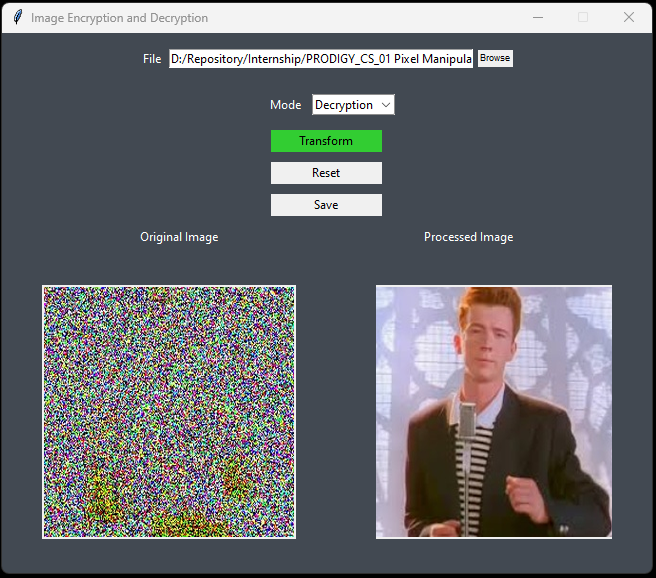 Image Encryption and Decryption
File D:/Repository/Internship/PRODIGY_CS_01 Pixel Manipula Browse
Mode Decryption
Transform
Reset
Save
Original Image Processed Image